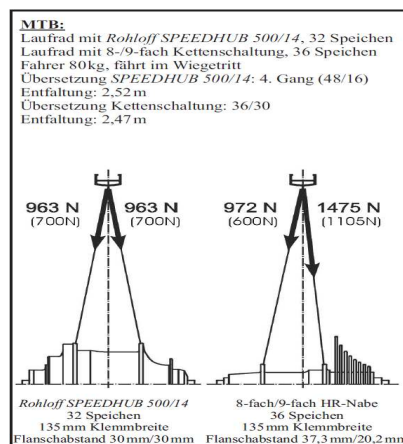 MTB:
Laufrad mit Rohloff SPEEDHUB 500/14, 32 Speichen
Laufrad mit 8-/9-fach Kettenschaltung, 36 Speichen
Fahrer 80kg, fährt im Wiegetritt
Übersetzung SPEEDHUB 500/14: 4. Gang (48/16)
Entfaltung: 2,52 m
Übersetzung Kettenschaltung: 36/30
Entfaltung: 2,47 m
963 N 963 N
(700N) (700N)
972 N 1475 N
(600N) (1105N)
Rohloff SPEEDHUB 500/14
32 Speichen
135 mm Klemmbreite
Flanschabstand 30 mm/30 mm
8-fach/9-fach HR-Nabe
36 Speichen
135 mm Klemmbreite
Flanschabstand 37,3 mm/20,2 mm